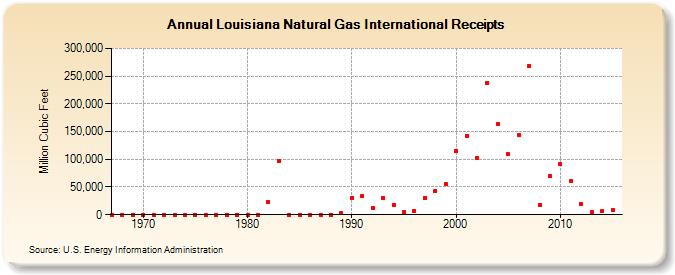 Annual Louisiana Natural Gas International Receipts
Million Cubic Feet
300,000
250,000
200,000
150,000
100,000
50,000
0
1970 1980 1990 2000 2010
Source: U.S. Energy Information Administration